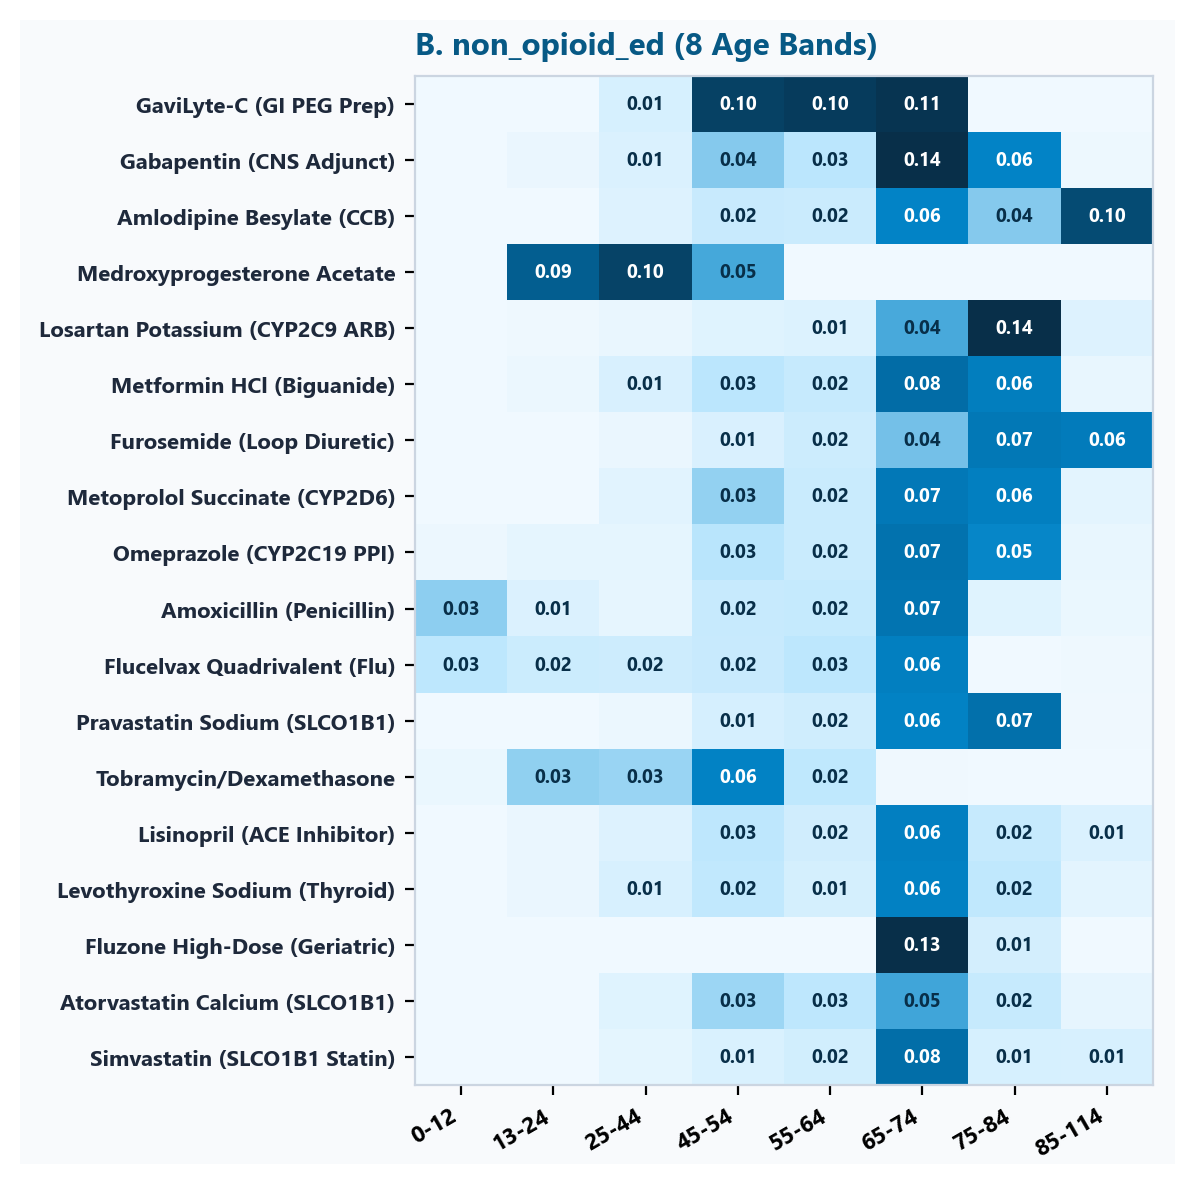 B. non_opioid_ed (8 Age Bands)
GaviLyte-C (GI PEG Prep) 0.01 0.10 0.10 0.11
Gabapentin (CNS Adjunct) 0.01 0.04 0.03 0.14 0.06
Amlodipine Besylate (CCB) 0.02 0.02 0.06 0.04 0.10
Medroxyprogesterone Acetate 0.09 0.10 0.05
Losartan Potassium (CYP2C9 ARB) 0.01 0.04 0.14
Metformin HCl (Biguanide) 0.01 0.03 0.02 0.08 0.06
Furosemide (Loop Diuretic) 0.01 0.02 0.04 0.07 0.06
Metoprolol Succinate (CYP2D6) 0.03 0.02 0.07 0.06
Omeprazole (CYP2C19 PPI) 0.03 0.02 0.07 0.05
Amoxicillin (Penicillin) 0.03 0.01 0.02 0.02 0.07
Flucelvax Quadrivalent (Flu) 0.03 0.02 0.02 0.02 0.03 0.06
Pravastatin Sodium (SLCO1B1) 0.01 0.02 0.06 0.07
Tobramycin/Dexamethasone 0.03 0.03 0.06 0.02
Lisinopril (ACE Inhibitor) 0.03 0.02 0.06 0.02 0.01
Levothyroxine Sodium (Thyroid) 0.01 0.02 0.01 0.06 0.02
Fluzone High-Dose (Geriatric) 0.13 0.01
Atorvastatin Calcium (SLCO1B1) 0.03 0.03 0.05 0.02
Simvastatin (SLCO1B1 Statin) 0.01 0.02 0.08 0.01 0.01
0-12 13-24 25-44 45-54 55-64 65-74 75-84 85-114